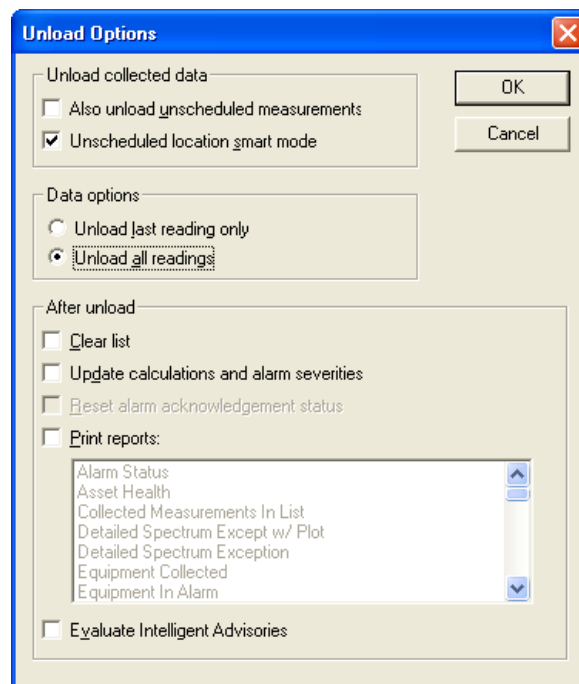 Unload Options
Unload collected data
Also unload unscheduled measurements
Unscheduled location smart mode
OK
Cancel
Data options
Unload last reading only
Unload all readings
After unload
Clear list
Update calculations and alarm severities
Reset alarm acknowledgement status
Print reports:
Alarm Status
Asset Health
Collected Measurements In List
Detailed Spectrum Except w/ Plot
Detailed Spectrum Exception
Equipment Collected
Equipment In Alarm
Evaluate Intelligent Advisories